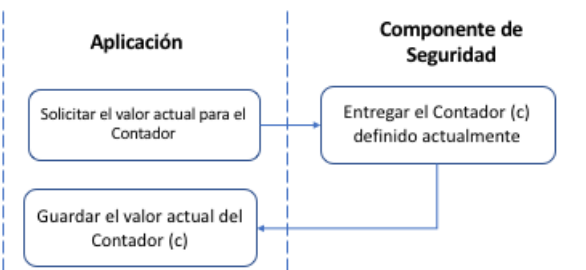 Aplicación
Componente de
Seguridad
Solicitar el valor actual para el
Contador
Entregar el Contador (c)
definido actualmente
Guardar el valor actual del
Contador (c)